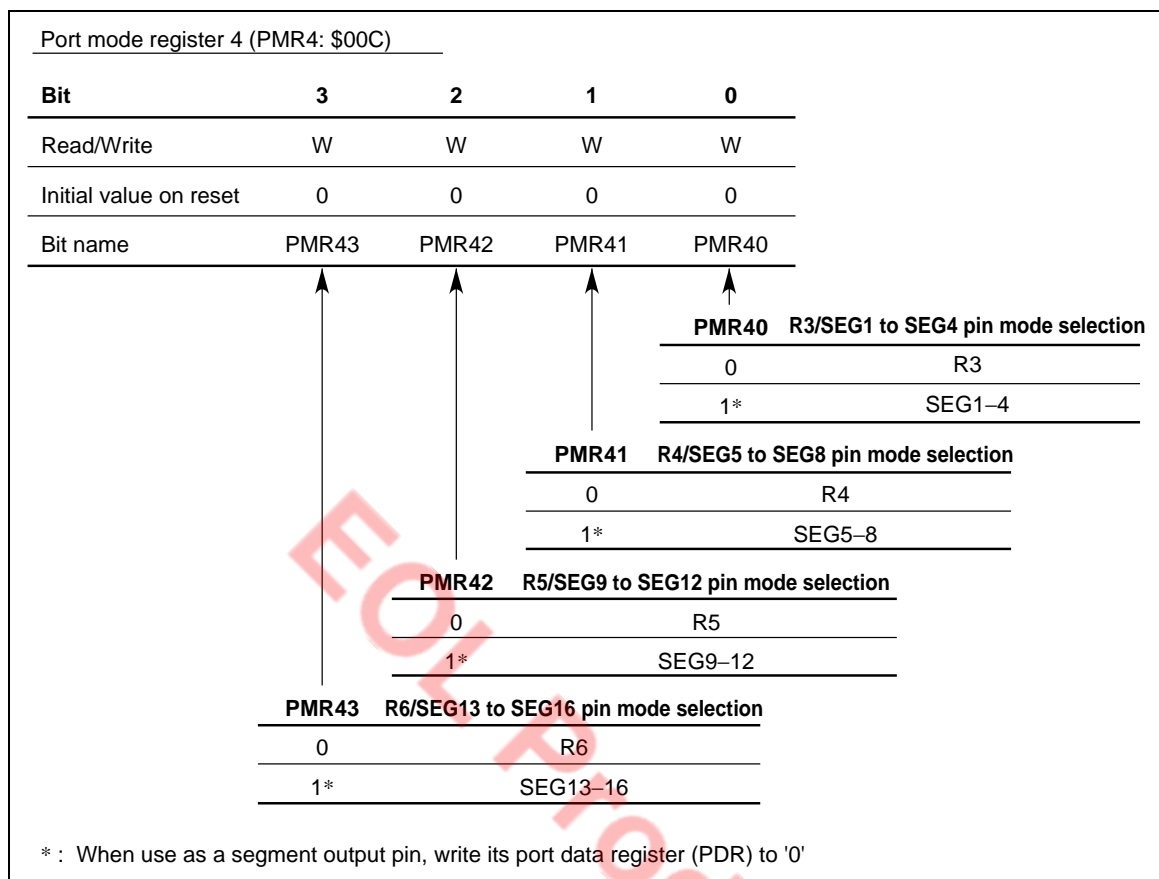 Port mode register 4 (PMR4: $00C)
Bit 3 2 1 0
Read/Write W W W W
Initial value on reset 0 0 0 0
Bit name PMR43 PMR42 PMR41 PMR40
PMR40 R3/SEG1 to SEG4 pin mode selection
0 R3
1* SEG1–4
PMR41 R4/SEG5 to SEG8 pin mode selection
0 R4
1* SEG5–8
PMR42 R5/SEG9 to SEG12 pin mode selection
0 R5
1* SEG9–12
PMR43 R6/SEG13 to SEG16 pin mode selection
0 R6
1* SEG13–16
* : When use as a segment output pin, write its port data register (PDR) to '0'
EOL